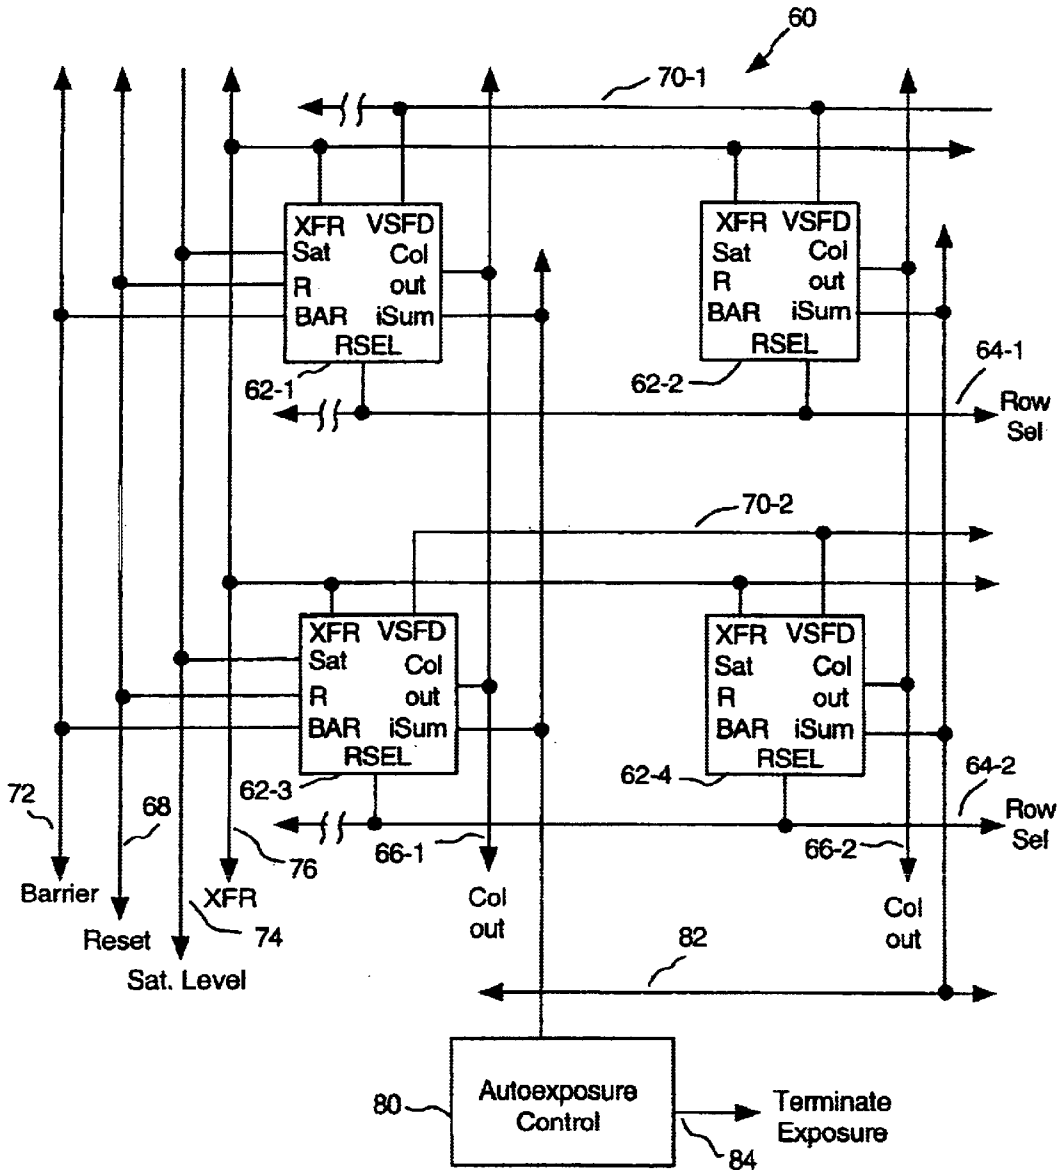 60
70-1
XFR VSFD
Sat Col
R out
BAR iSum
RSEL
62-1
XFR VSFD
Sat Col
R out
BAR iSum
RSEL
62-2
64-1
Row
Sel
70-2
XFR VSFD
Sat Col
R out
BAR iSum
RSEL
62-3
XFR VSFD
Sat Col
R out
BAR iSum
RSEL
62-4
64-2
Row
Sel
72
68
76
66-1
66-2
Barrier
XFR
Reset
74
Sat. Level
Col
out
Col
out
82
80
Autoexposure
Control
84
Terminate
Exposure